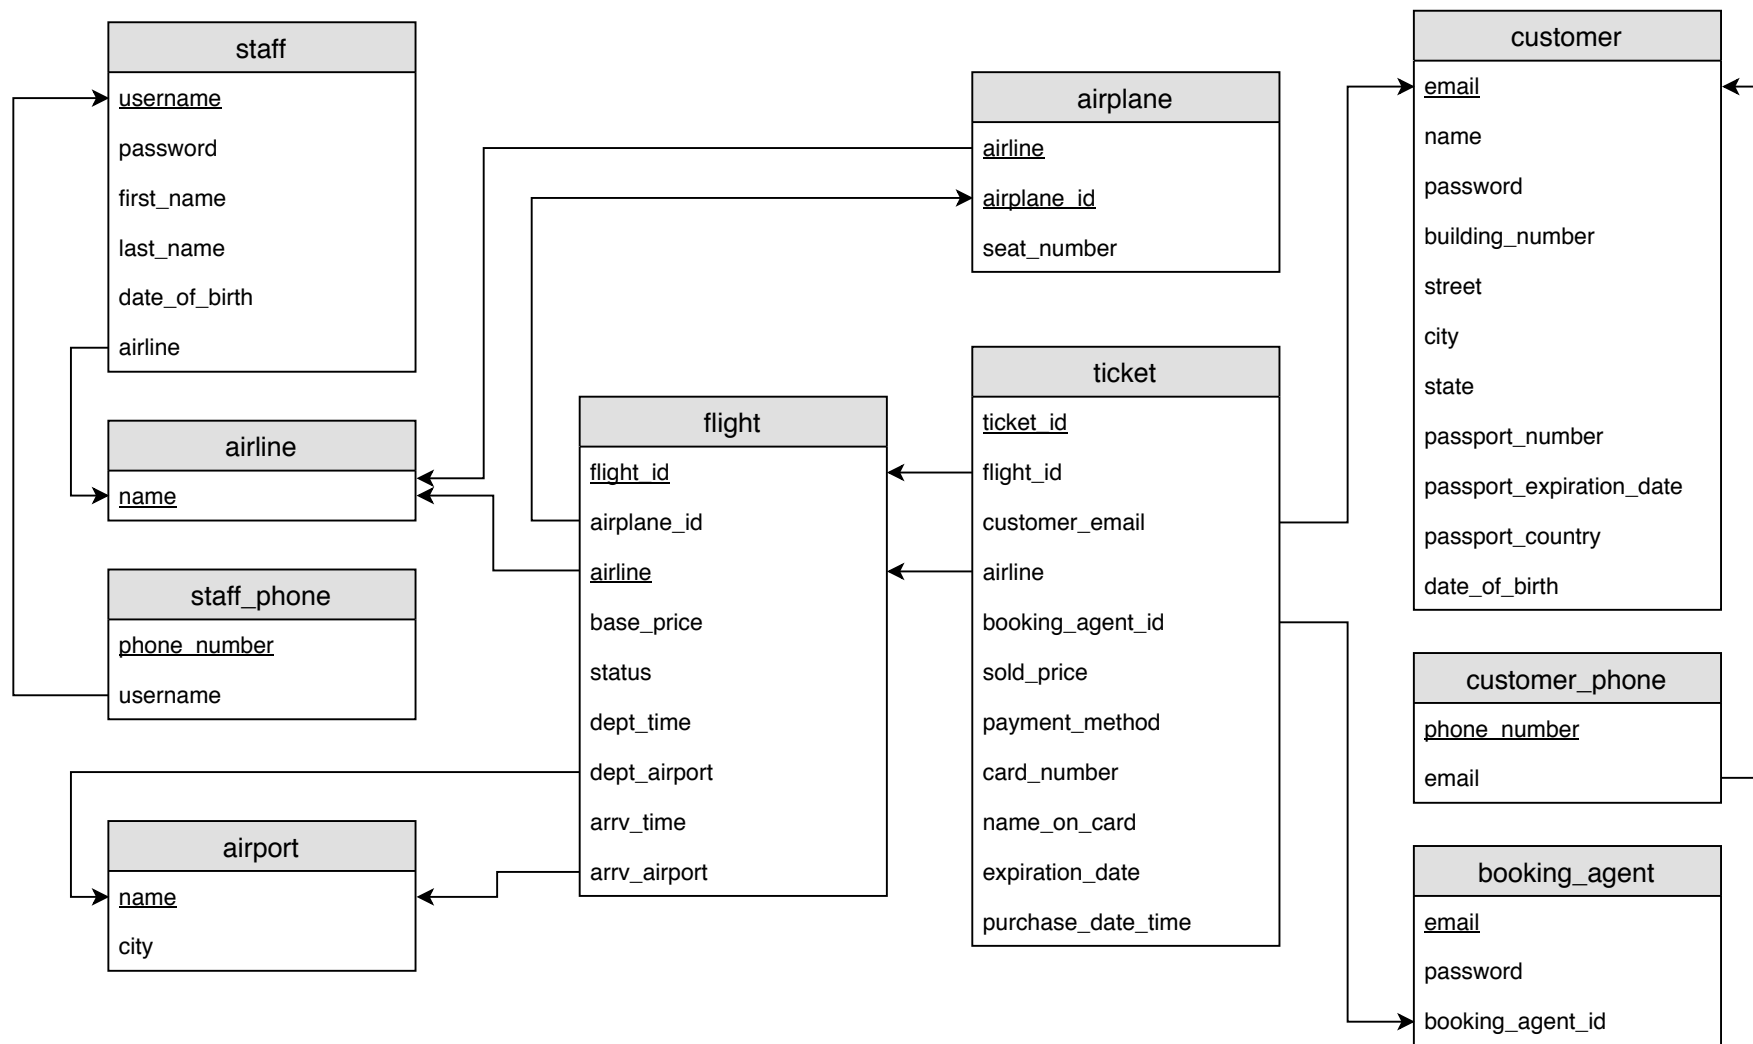 staff
username
password
first_name
last_name
date_of_birth
airline
airline
name
staff_phone
phone_number
username
airport
name
city
flight
flight_id
airplane_id
airline
base_price
status
dept_time
dept_airport
arrv_time
arrv_airport
airplane
airline
airplane_id
seat_number
ticket
ticket_id
flight_id
customer_email
airline
booking_agent_id
sold_price
payment_method
card_number
name_on_card
expiration_date
purchase_date_time
customer
email
name
password
building_number
street
city
state
passport_number
passport_expiration_date
passport_country
date_of_birth
customer_phone
phone_number
email
booking_agent
email
password
booking_agent_id